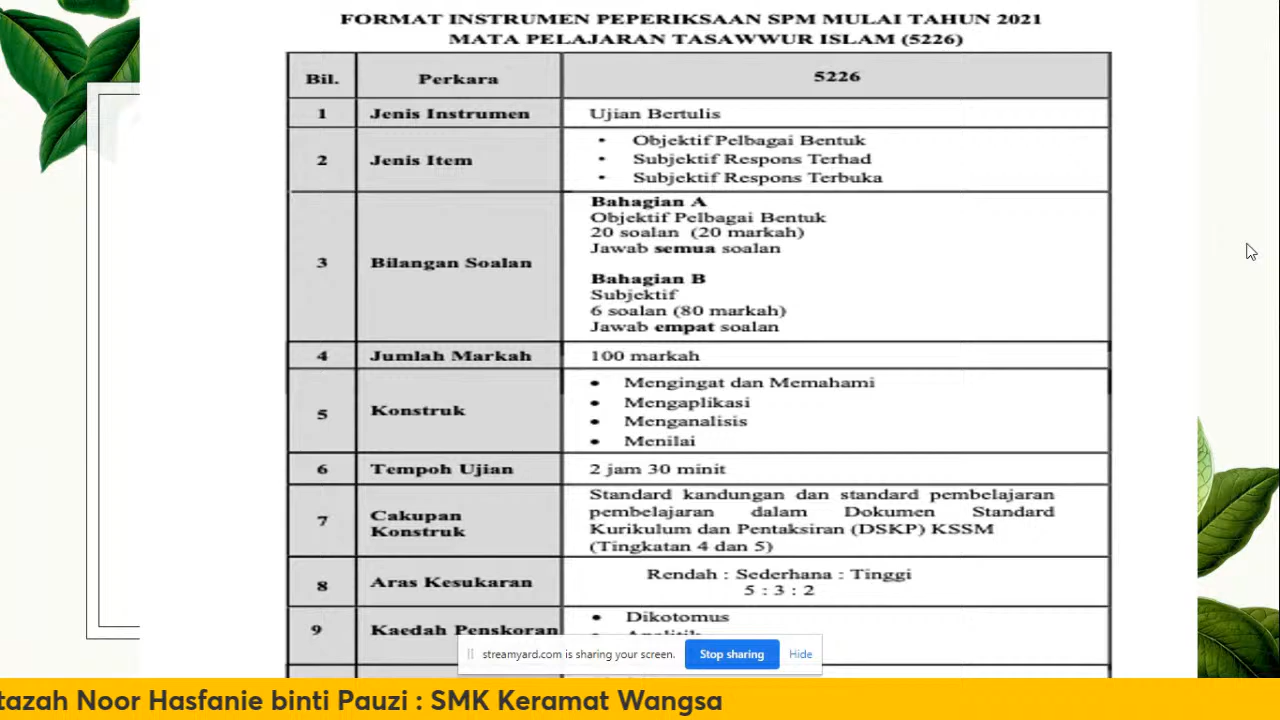 FORMAT INSTRUMEN PEPERIKSAAN SPM MULAI TAHUN 2021
MATA PELAJARAN TASAWWUR ISLAM (5226)
Bil. Perkara 5226
1 Jenis Instrumen Ujian Bertulis
2 Jenis Item
• Objektif Pelbagai Bentuk
• Subjektif Respons Terhad
• Subjektif Respons Terbuka
3 Bilangan Soalan
Bahagian A
Objektif Pelbagai Bentuk
20 soalan (20 markah)
Jawab semua soalan
Bahagian B
Subjektif
6 soalan (80 markah)
Jawab empat soalan
4 Jumlah Markah 100 markah
5 Konstruk
• Mengingat dan Memahami
• Mengaplikasi
• Menganalisis
• Menilai
6 Tempoh Ujian 2 jam 30 minit
7 Cakupan
Konstruk
Standard kandungan dan standard pembelajaran
pembelajaran dalam Dokumen Standard
Kurikulum dan Pentaksiran (DSKP) KSSM
(Tingkatan 4 dan 5)
8 Aras Kesukaran
Rendah : Sederhana : Tinggi
5 : 3 : 2
9 Kaedah Penskoran
• Dikotomus
streamyard.com is sharing your screen. Stop sharing Hide
tazah Noor Hasfanie binti Pauzi : SMK Keramat Wangsa